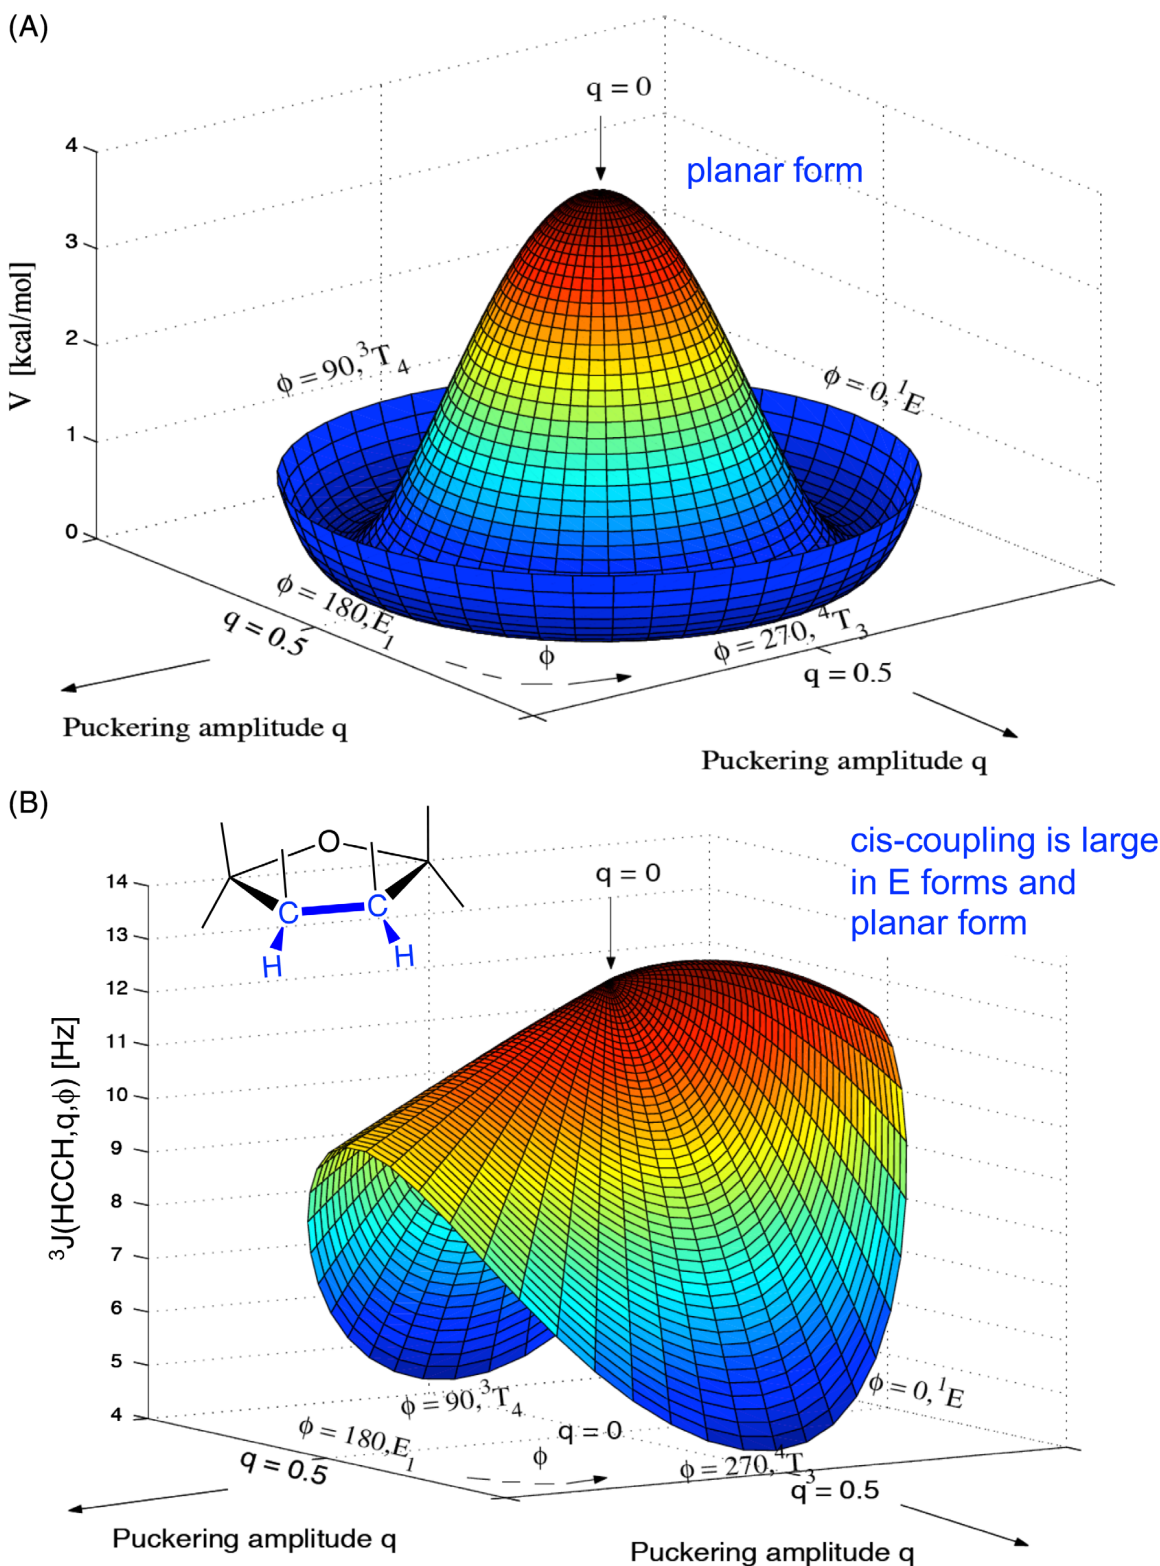 (A)
q = 0
planar form
4
3
2
1
0
V [kcal/mol]
ϕ = 90, ³T₄
ϕ = 0, ¹E
ϕ = 180, E₁
q = 0.5
ϕ
ϕ = 270, ⁴T₃
q = 0.5
Puckering amplitude q
Puckering amplitude q
(B)
O
C
C
H
H
q = 0
cis-coupling is large
in E forms and
planar form
14
13
12
11
10
9
8
7
6
5
4
³J(HCCH,q,ϕ) [Hz]
ϕ = 90, ³T₄
ϕ = 0, ¹E
ϕ = 180, E₁
q = 0
q = 0.5
ϕ
ϕ = 270, ⁴T₃
q = 0.5
Puckering amplitude q
Puckering amplitude q